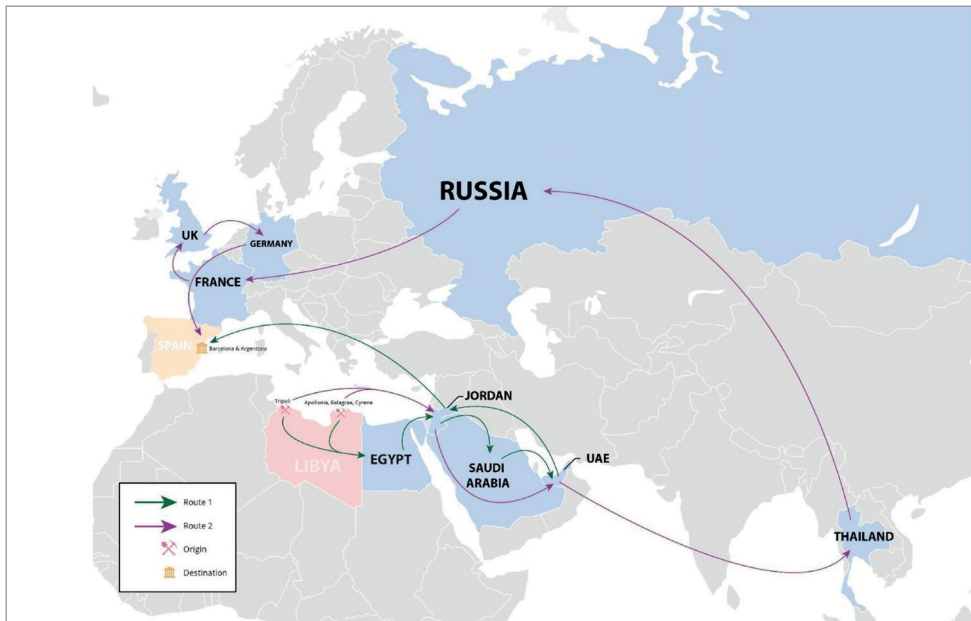 RUSSIA
UK
GERMANY
FRANCE
SPAIN
Barcelona & Argentona
Tripoli
Apollonia, Balagrae, Cyrene
JORDAN
LIBYA
EGYPT
SAUDI
ARABIA
UAE
THAILAND
Route 1
Route 2
Origin
Destination